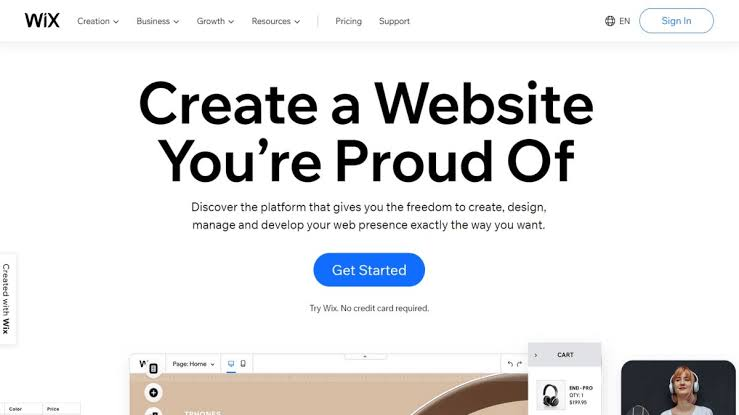 WiX Creation Business Growth Resources Pricing Support EN Sign In
Create a Website
You're Proud Of
Discover the platform that gives you the freedom to create, design,
manage and develop your web presence exactly the way you want.
Get Started
Try Wix. No credit card required.
Created with Wix
Page: Home
CART
END - PRO
QTY: 1
$199.95
Color Price